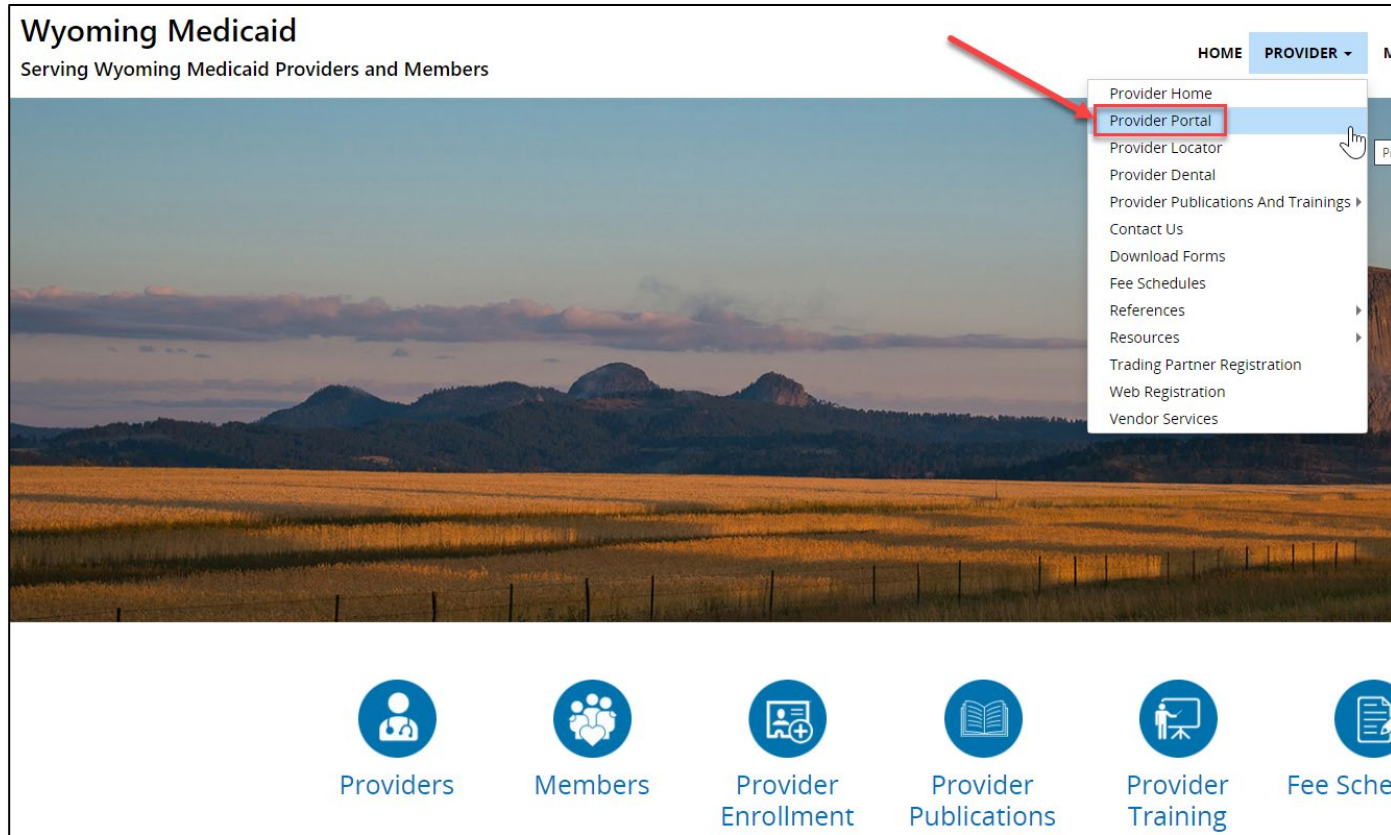 Wyoming Medicaid
Serving Wyoming Medicaid Providers and Members
HOME PROVIDER
Provider Home
Provider Portal
Provider Locator
Provider Dental
Provider Publications And Trainings
Contact Us
Download Forms
Fee Schedules
References
Resources
Trading Partner Registration
Web Registration
Vendor Services
Providers
Members
Provider
Enrollment
Provider
Publications
Provider
Training
Fee